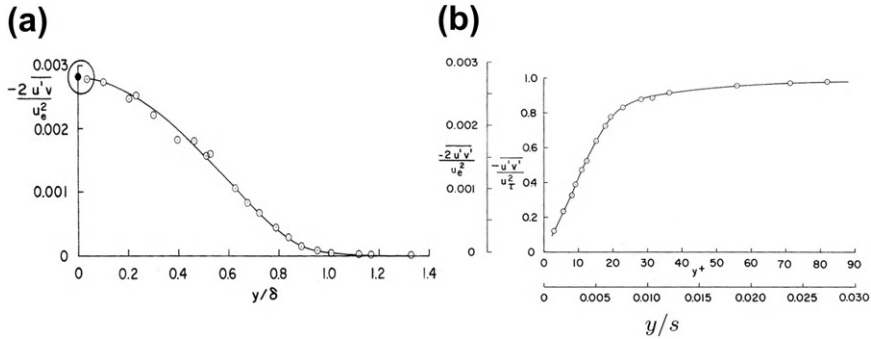 (a)
0.003
-2 u'v
u_e^2
0.002
0.001
0
0 0.2 0.4 0.6 0.8 1.0 1.2 1.4
y/δ
(b)
0.003
0.002
-2 u'v'
u_e^2
0.001
0
1.0
0.8
0.6
-u'v'
u_τ^2
0.4
0.2
0
0 10 20 30 40 50 60 70 80 90
y+
0 0.005 0.010 0.015 0.020 0.025 0.030
y/s